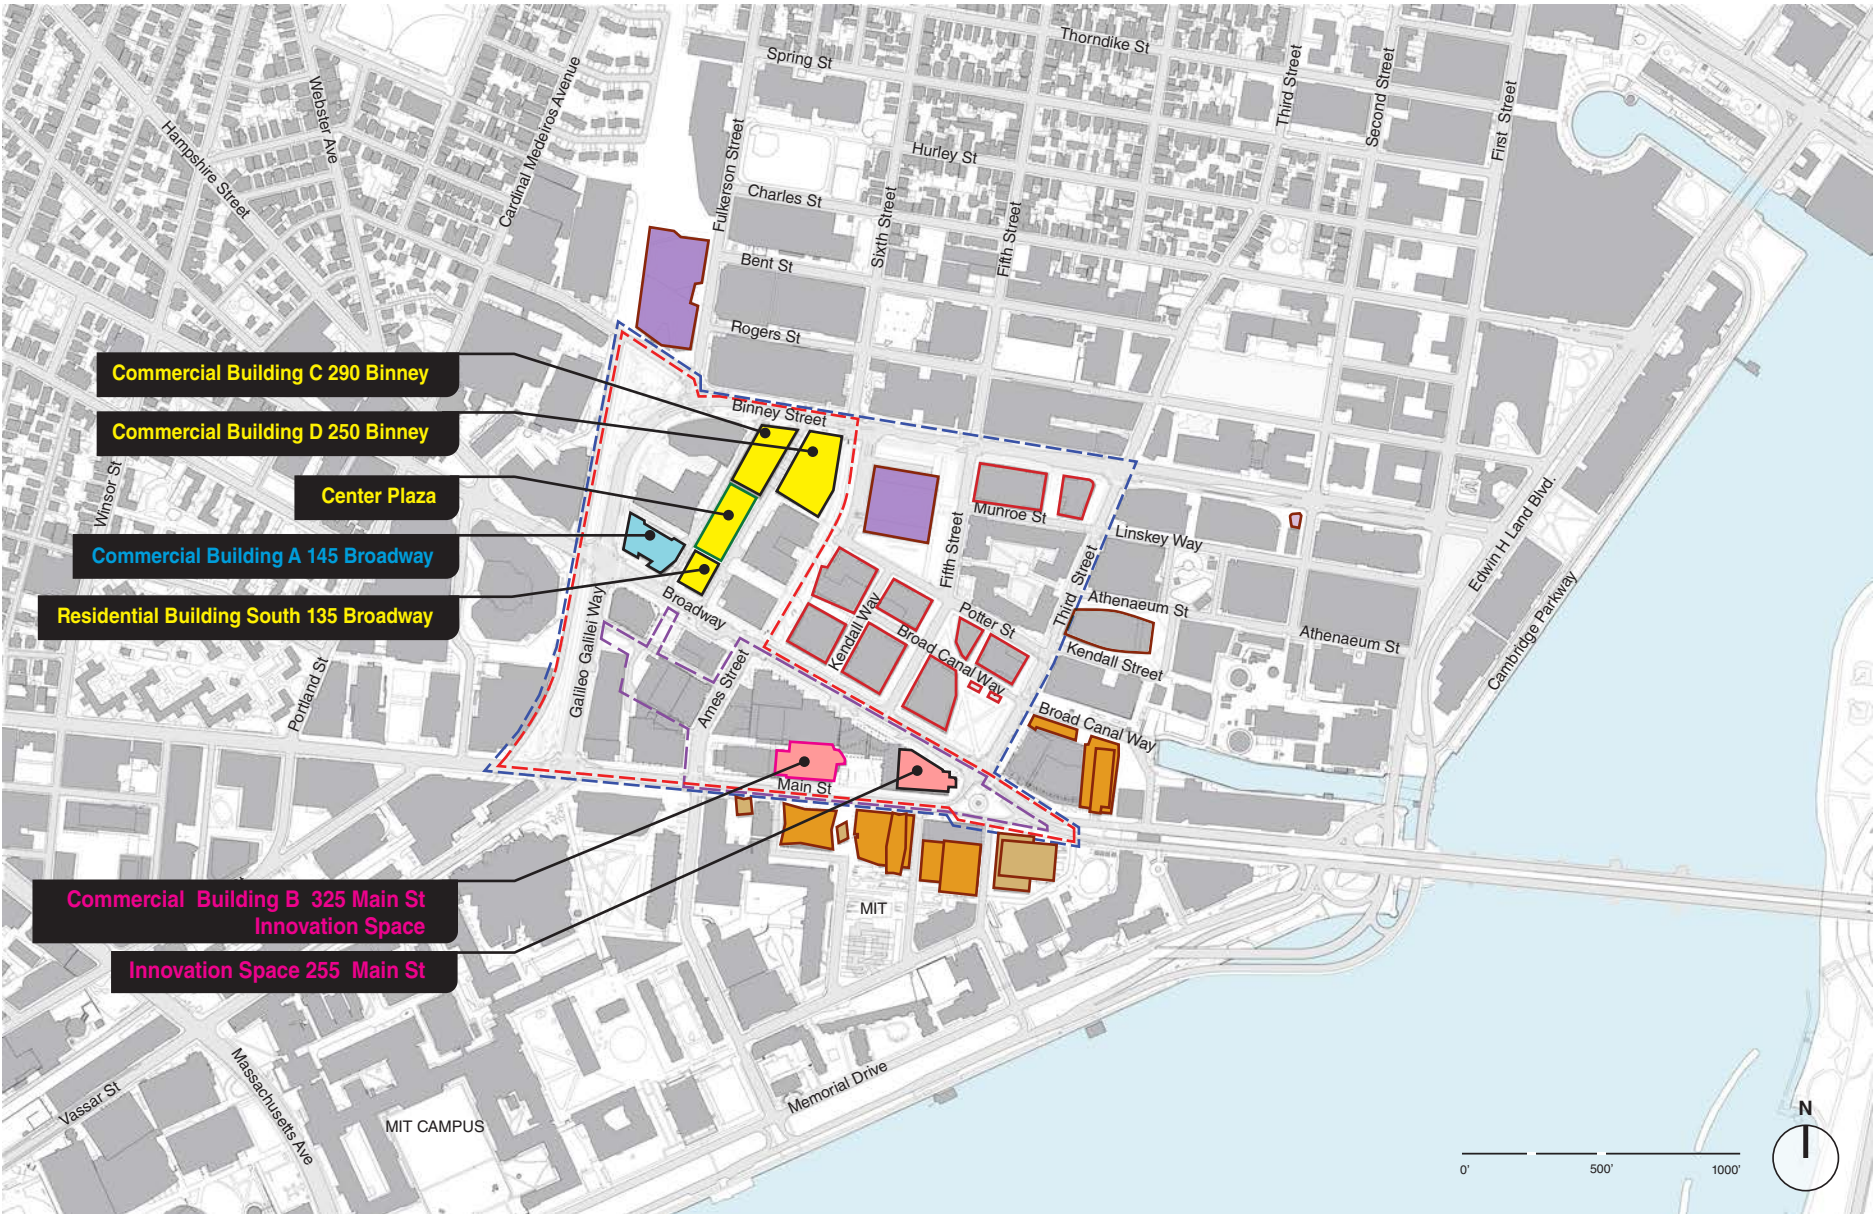 Thorndike St
Spring St
Third Street
Second Street
First Street
Webster Ave
Hampshire Street
Cardinal Medeiros Avenue
Fulkerson Street
Hurley St
Charles St
Sixth Street
Fifth Street
Bent St
Rogers St
Commercial Building C 290 Binney
Binney Street
Commercial Building D 250 Binney
Center Plaza
Winsor St
Munroe St
Linskey Way
Edwin H Land Blvd.
Commercial Building A 145 Broadway
Fifth Street
Third Street
Residential Building South 135 Broadway
Broadway
Galileo Galilei Way
Kendall Way
Potter St
Athenaeum St
Athenaeum St
Cambridge Parkway
Broad Canal Way
Kendall Street
Portland St
Ames Street
Broad Canal Way
Main St
Commercial Building B 325 Main St
Innovation Space
MIT
Innovation Space 255 Main St
Vassar St
Massachusetts Ave
Memorial Drive
MIT CAMPUS
N
0'
500'
1000'